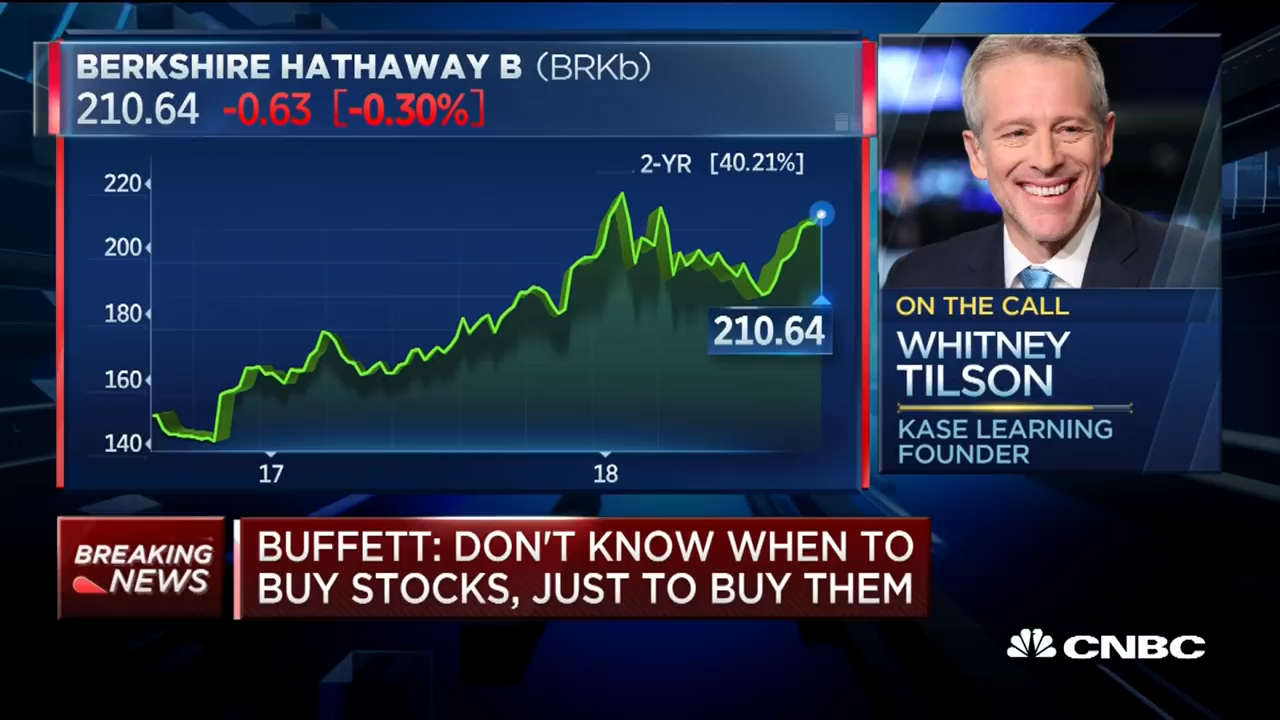 BERKSHIRE HATHAWAY B (BRKb)
210.64 -0.63 [-0.30%]
2-YR [40.21%]
220
200
180
160
140
17
18
210.64
ON THE CALL
WHITNEY
TILSON
KASE LEARNING
FOUNDER
BREAKING
NEWS
BUFFETT: DON'T KNOW WHEN TO
BUY STOCKS, JUST TO BUY THEM
CNBC